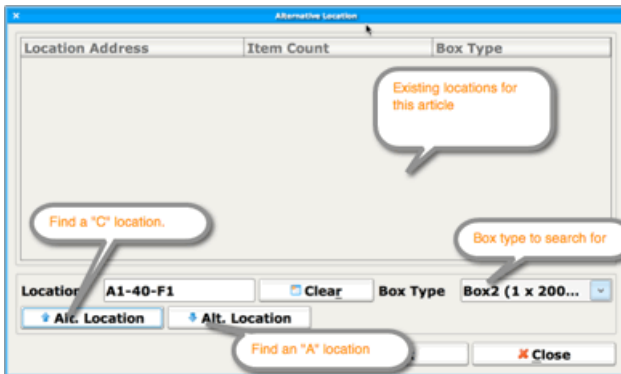 Alternative Location
Location Address Item Count Box Type
Existing locations for
this article
Find a "C" location.
Box type to search for
Location A1-40-F1 Clear Box Type Box2 (1 x 200...
Alt. Location Alt. Location
Find an "A" location
Close